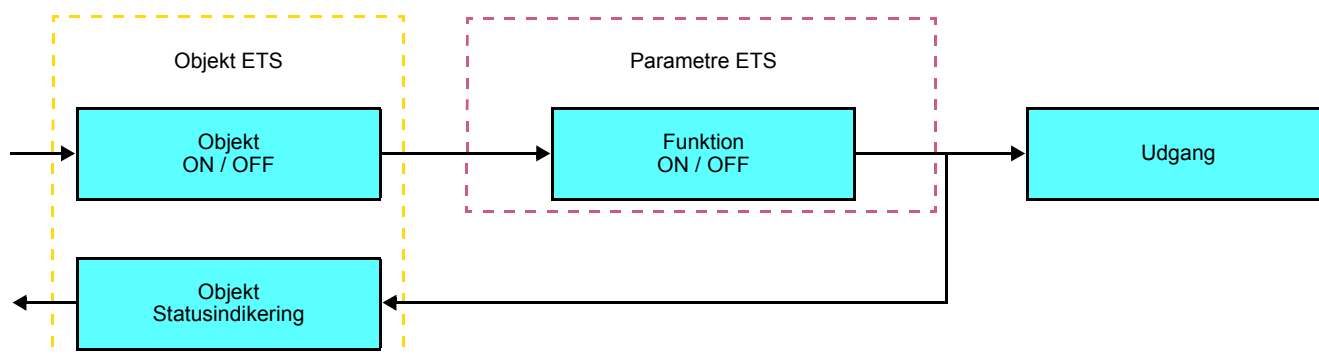 Objekt ETS
Parametre ETS
Objekt
ON / OFF
Funktion
ON / OFF
Udgang
Objekt
Statusindikering